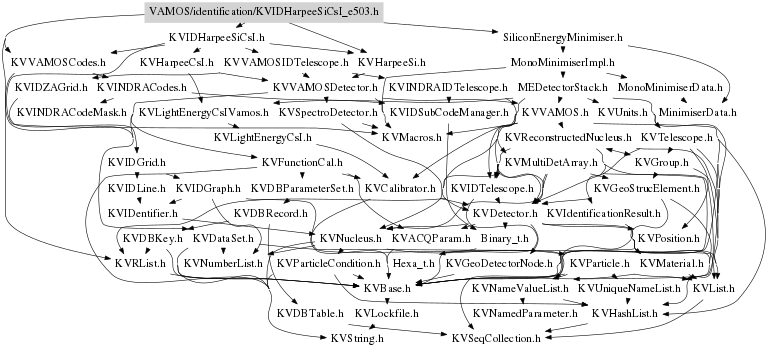 VAMOS/identification/KVIDHarpeeSiCsI_e503.h
KVIDHarpeeSiCsI.h SiliconEnergyMinimiser.h
KVVAMOSCodes.h KVHarpeeCsI.h KVVAMOSIDTelescope.h KVHarpeeSi.h MonoMinimiserImpl.h
KVIDZAGrid.h KVINDRACodes.h KVVAMOSDetector.h KVINDRAIDTelescope.h MEDetectorStack.h MonoMinimiserData.h
KVINDRACodeMask.h KVLightEnergyCsIVamos.h KVSpectroDetector.h KVIDSubCodeManager.h KVVAMOS.h KVUnits.h MinimiserData.h
KVLightEnergyCsI.h KVMacros.h KVReconstructedNucleus.h KVTelescope.h
KVIDGrid.h KVFunctionCal.h KVMultiDetArray.h KVGroup.h
KVIDLine.h KVIDGraph.h KVDBParameterSet.h KVCalibrator.h KVIDTelescope.h KVGeoStrucElement.h
KVIDentifier.h KVDBRecord.h KVDetector.h KVIdentificationResult.h
KVDBKey.h KVDataSet.h KVNucleus.h KVACQParam.h Binary_t.h KVPosition.h
KVRList.h KVNumberList.h KVParticleCondition.h Hexa_t.h KVGeoDetectorNode.h KVParticle.h KVMaterial.h
KVBase.h KVNameValueList.h KVUniqueNameList.h KVList.h
KVDBTable.h KVLockfile.h KVNamedParameter.h KVHashList.h
KVString.h KVSeqCollection.h